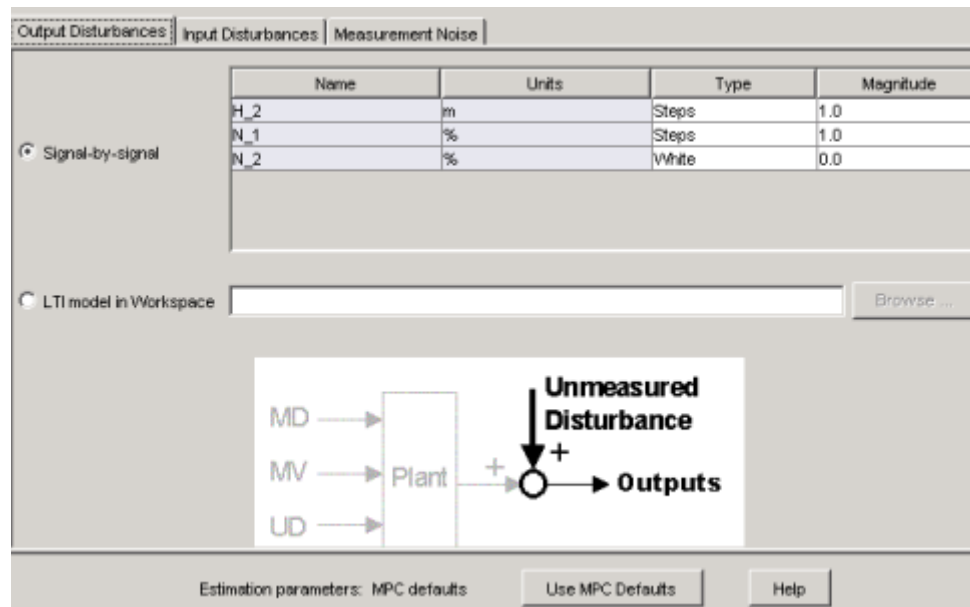 Output Disturbances Input Disturbances Measurement Noise
Name Units Type Magnitude
H_2 m Steps 1.0
N_1 % Steps 1.0
Signal-by-signal
N_2 % White 0.0
LTI model in Workspace Browse ...
Unmeasured
Disturbance
MD
+
MV Plant + Outputs
UD
Estimation parameters: MPC defaults Use MPC Defaults Help